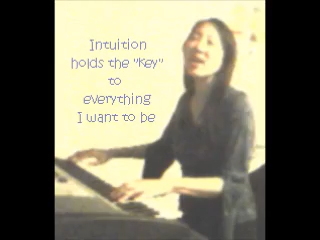 Intuition
holds the "Key"
to
everything
I want to be